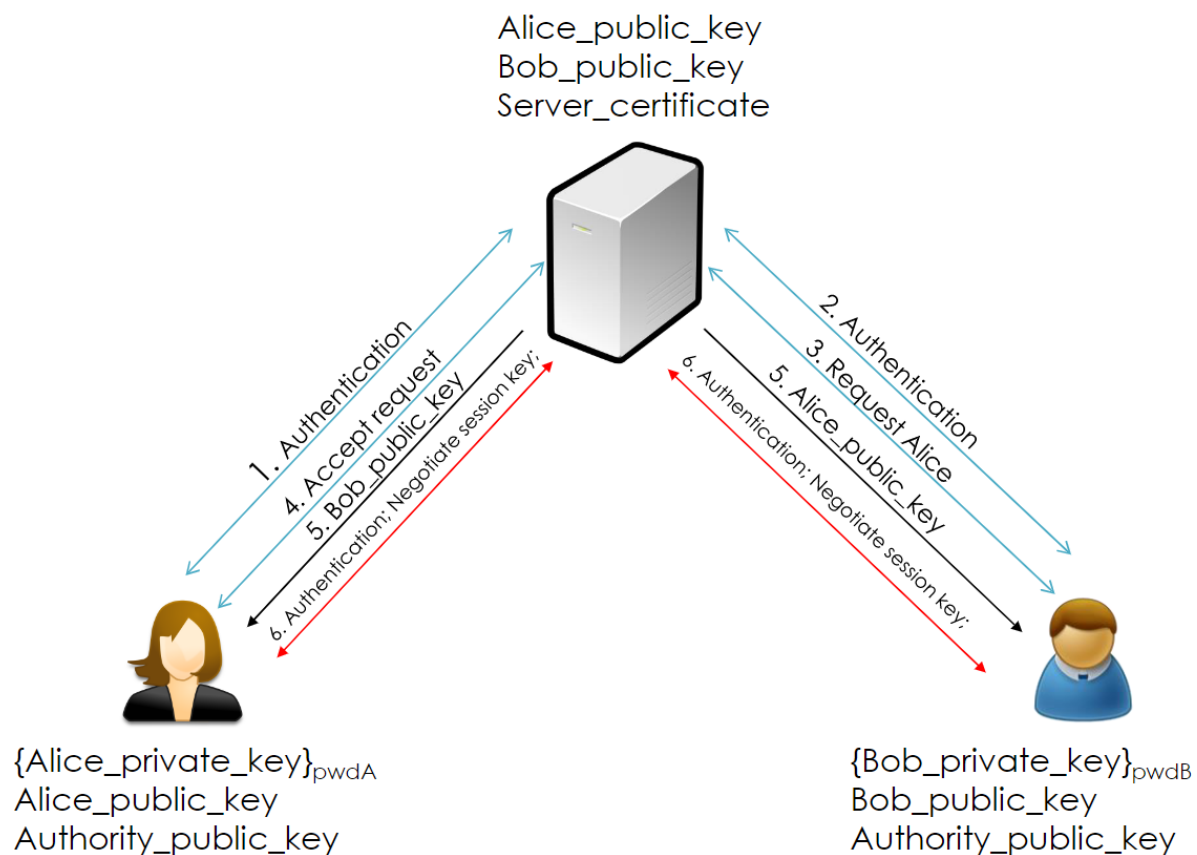 Alice_public_key
Bob_public_key
Server_certificate
1. Authentication
4. Accept request
5. Bob_public_key
6. Authentication; Negotiate session key;
2. Authentication
3. Request Alice
5. Alice_public_key
6. Authentication; Negotiate session key;
{Alice_private_key}pwdA
Alice_public_key
Authority_public_key
{Bob_private_key}pwdB
Bob_public_key
Authority_public_key